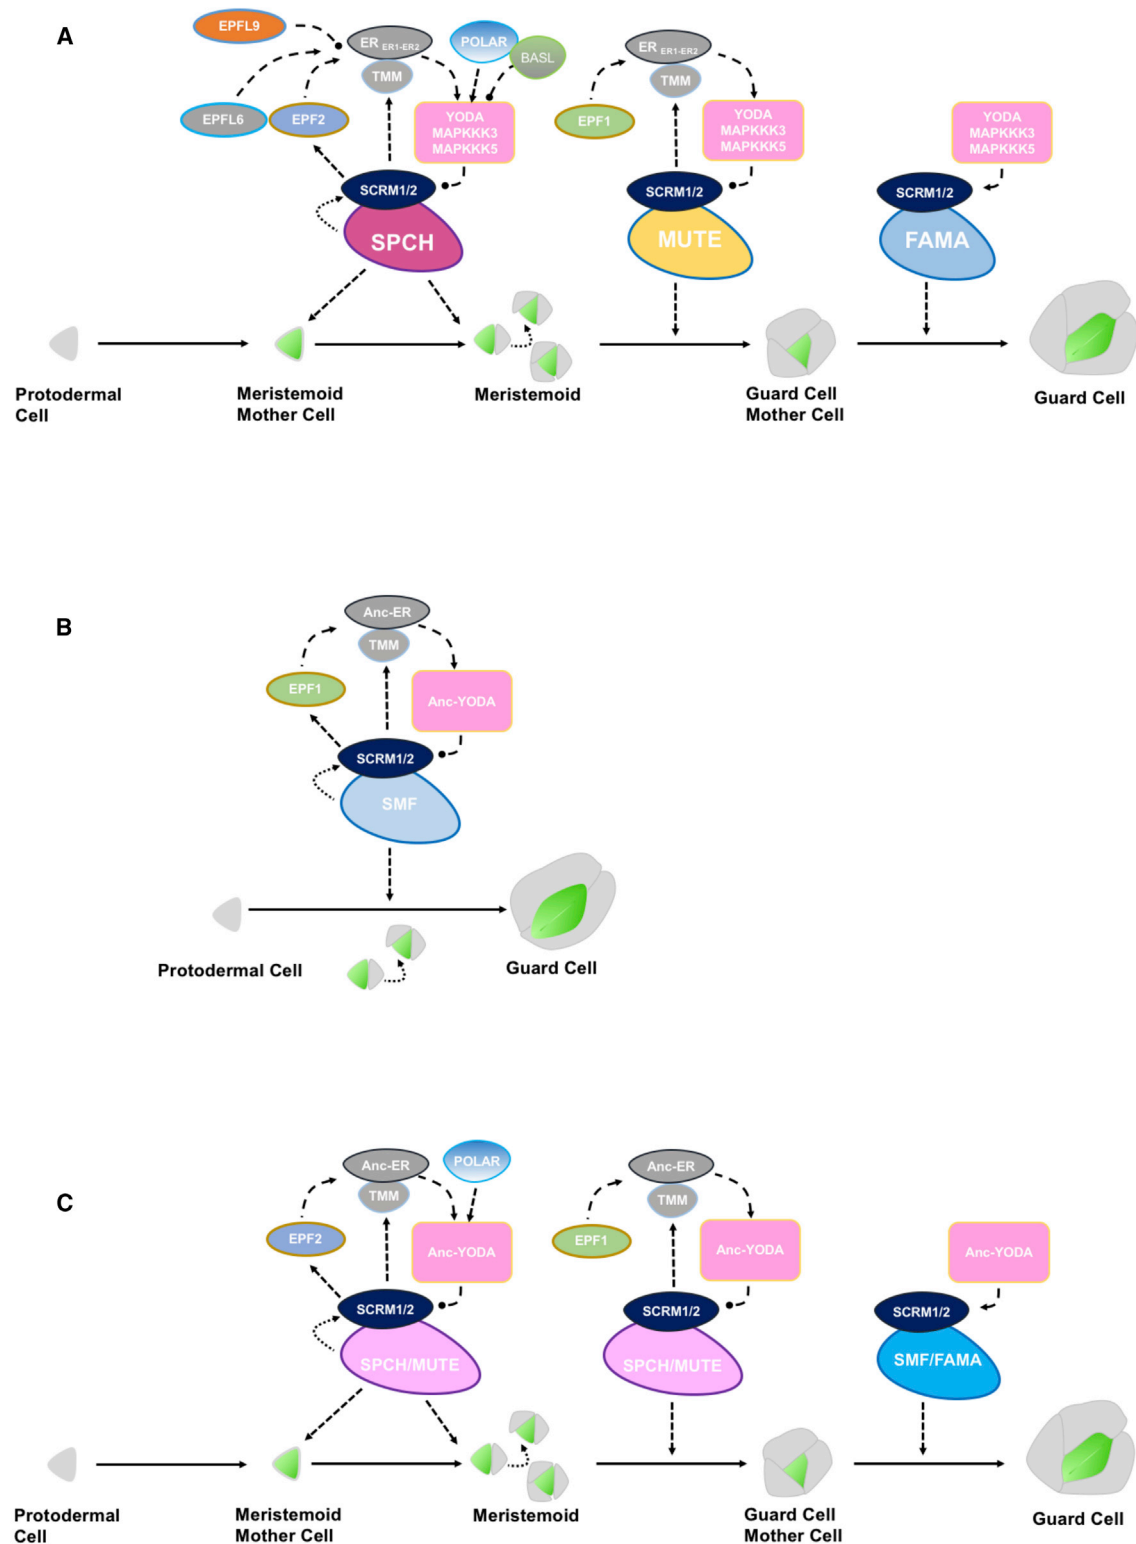 A
EPFL9
ER ER1-ER2
TMM
POLAR
BASL
EPFL6
EPF2
YODA
MAPKKK3
MAPKKK5
SCRM1/2
SPCH
ER ER1-ER2
TMM
EPF1
YODA
MAPKKK3
MAPKKK5
SCRM1/2
MUTE
YODA
MAPKKK3
MAPKKK5
SCRM1/2
FAMA
Protodermal
Cell
Meristemoid
Mother Cell
Meristemoid
Guard Cell
Mother Cell
Guard Cell
B
Anc-ER
TMM
EPF1
Anc-YODA
SCRM1/2
SMF
Protodermal Cell
Guard Cell
C
Anc-ER
TMM
POLAR
EPF2
Anc-YODA
SCRM1/2
SPCH/MUTE
Anc-ER
TMM
EPF1
Anc-YODA
SCRM1/2
SPCH/MUTE
Anc-YODA
SCRM1/2
SMF/FAMA
Protodermal
Cell
Meristemoid
Mother Cell
Meristemoid
Guard Cell
Mother Cell
Guard Cell